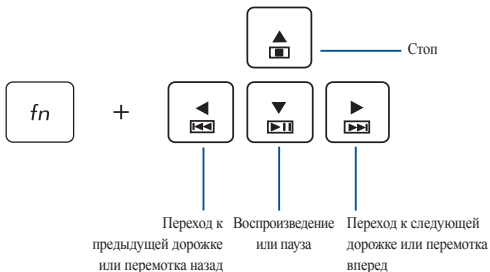 Стоп
fn +
Переход к
предыдущей дорожке
или перемотка назад
Воспроизведение
или пауза
Переход к следующей
дорожке или перемотка
вперед